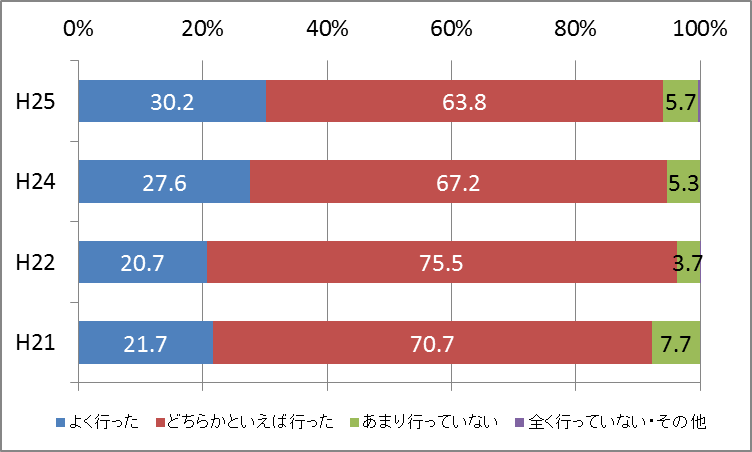 0% 20% 40% 60% 80% 100%
H25 30.2 63.8 5.7
H24 27.6 67.2 5.3
H22 20.7 75.5 3.7
H21 21.7 70.7 7.7
よく行った どちらかといえば行った あまり行っていない 全く行っていない・その他